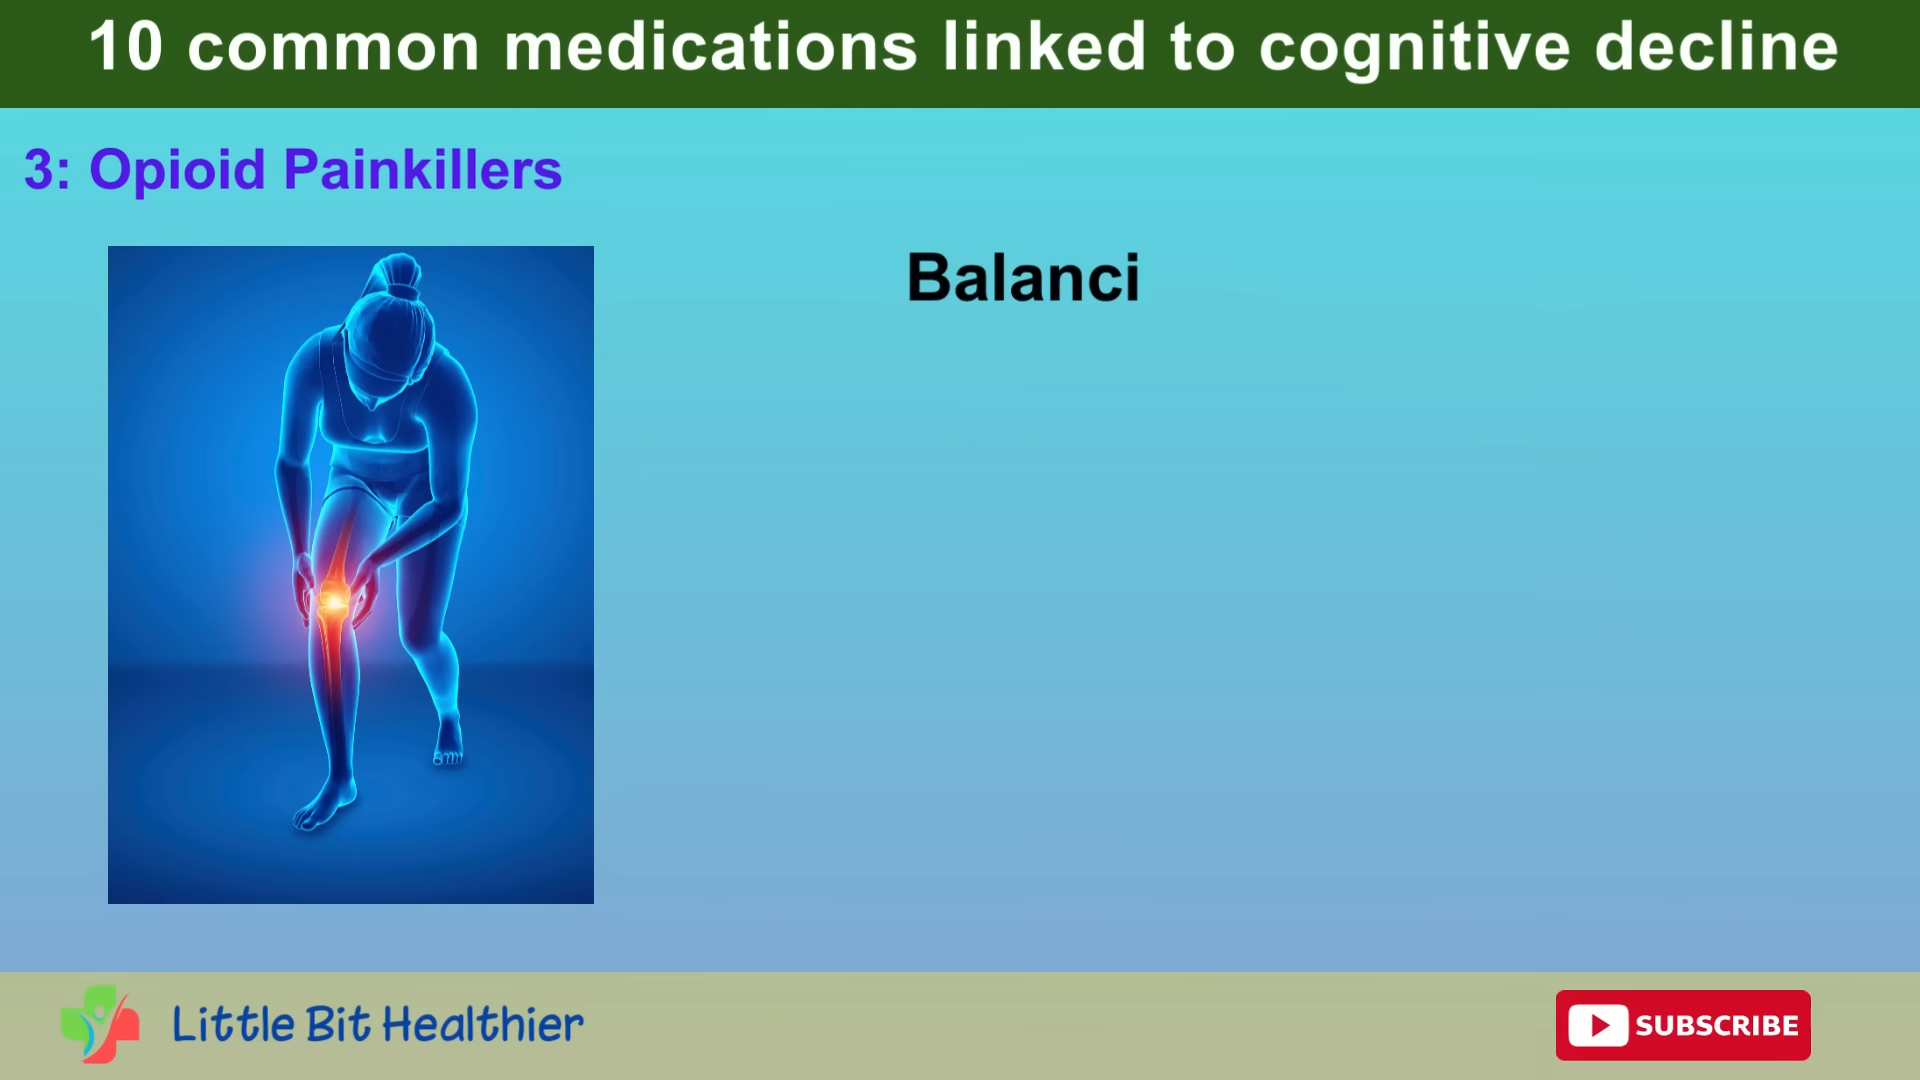 10 common medications linked to cognitive decline
3: Opioid Painkillers
Balanci
Little Bit Healthier
SUBSCRIBE